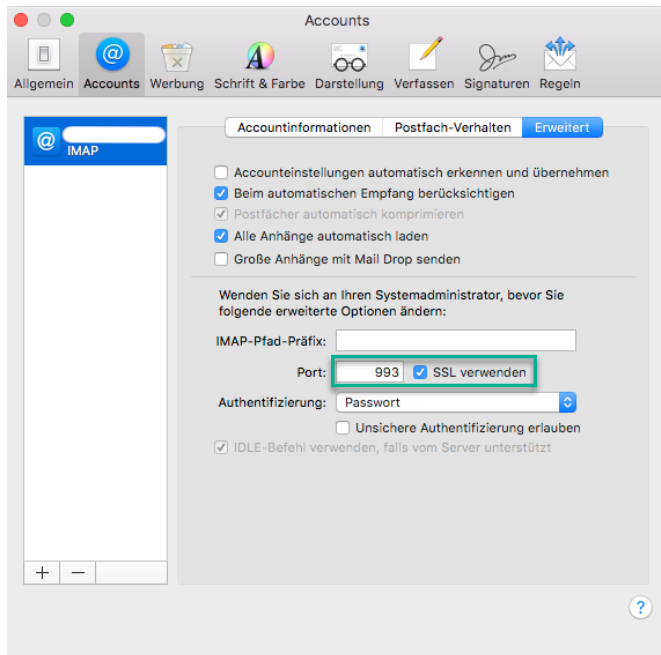 Accounts
Allgemein Accounts Werbung Schrift & Farbe Darstellung Verfassen Signaturen Regeln
IMAP
Accountinformationen Postfach-Verhalten Erweitert
Accounteinstellungen automatisch erkennen und übernehmen
Beim automatischen Empfang berücksichtigen
Postfächer automatisch komprimieren
Alle Anhänge automatisch laden
Große Anhänge mit Mail Drop senden
Wenden Sie sich an Ihren Systemadministrator, bevor Sie
folgende erweiterte Optionen ändern:
IMAP-Pfad-Präfix:
Port: 993 SSL verwenden
Authentifizierung: Passwort
Unsichere Authentifizierung erlauben
IDLE-Befehl verwenden, falls vom Server unterstützt
+ −
?